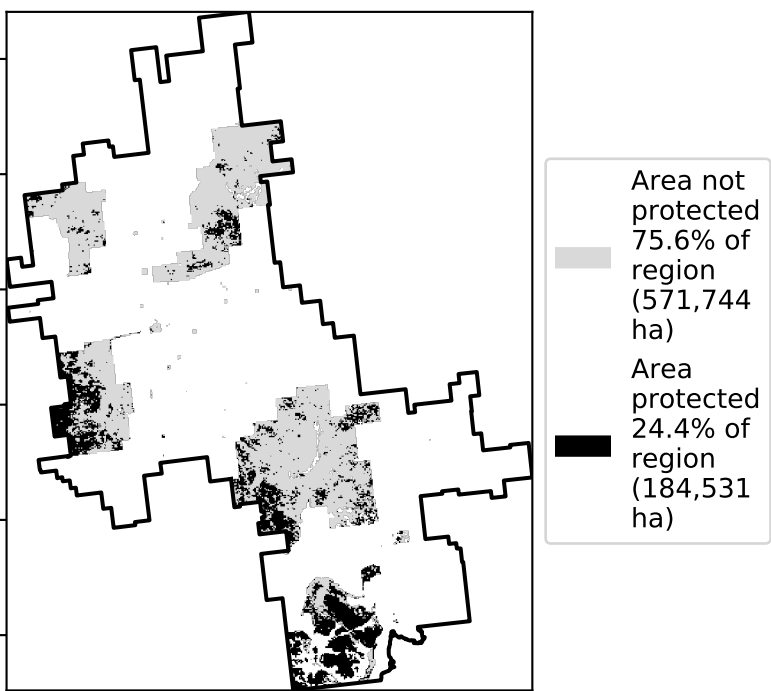 Area not
protected
75.6% of
region
(571,744
ha)
Area
protected
24.4% of
region
(184,531
ha)